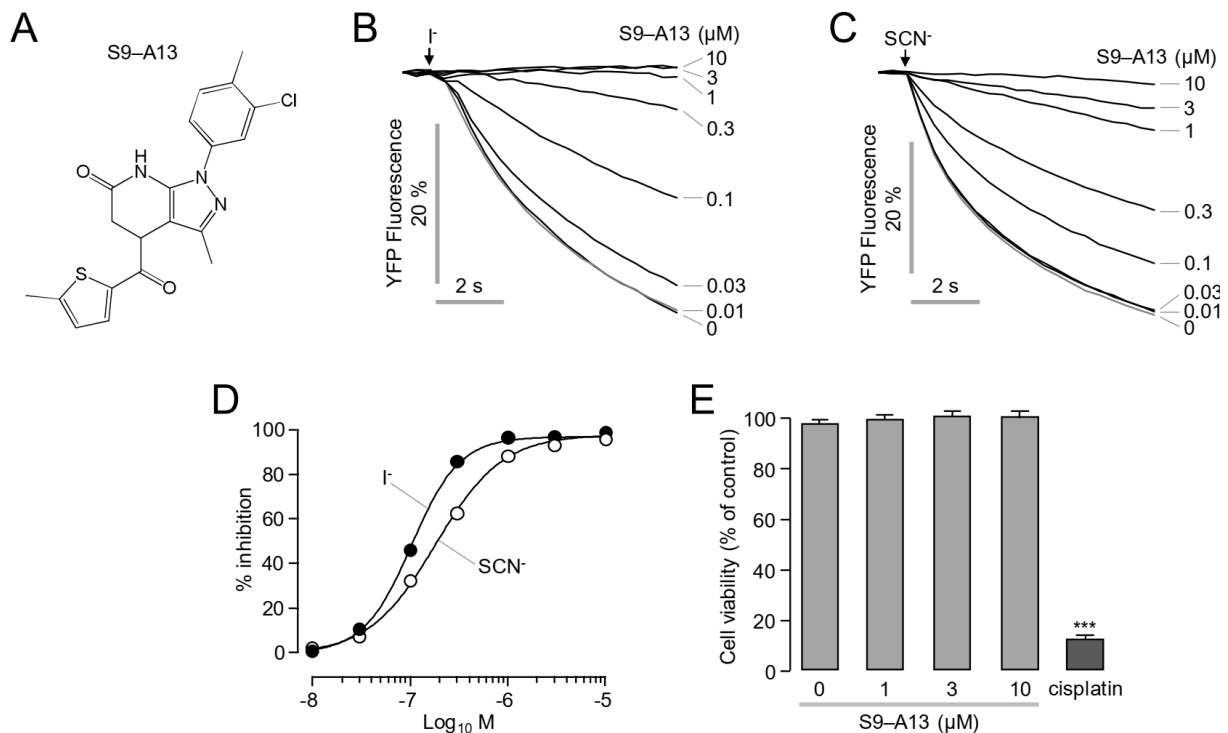 A
S9–A13
Cl
H
N
O
N
N
S
O
B
I-
S9–A13 (µM)
10
3
1
0.3
0.1
0.03
0.01
0
YFP Fluorescence
20 %
2 s
C
SCN-
S9–A13 (µM)
10
3
1
0.3
0.1
0.03
0.01
0
YFP Fluorescence
20 %
2 s
D
100
80
60
40
20
0
% inhibition
I-
SCN-
-8
-7
-6
-5
Log10 M
E
100
80
60
40
20
0
Cell viability (% of control)
***
0
1
3
10
cisplatin
S9–A13 (µM)